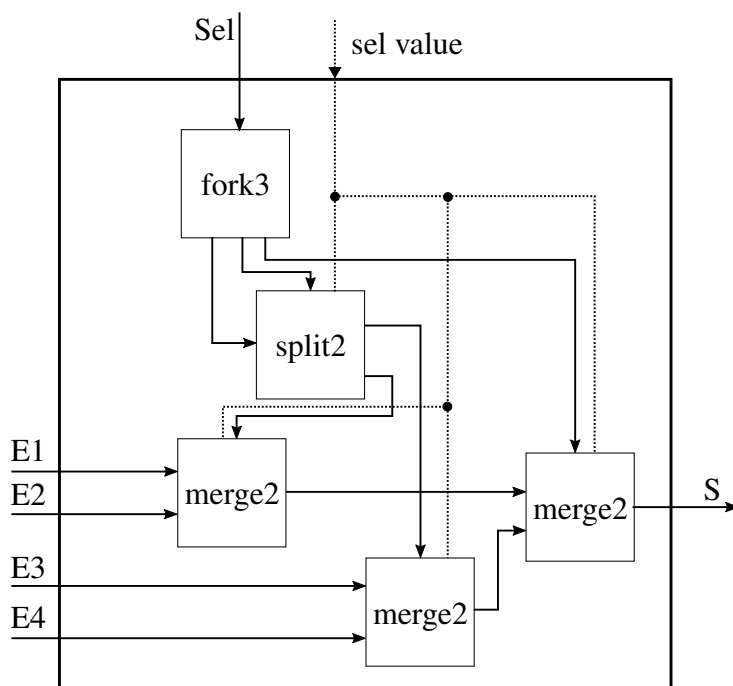 Sel
sel value
fork3
split2
E1
E2
merge2
merge2
S
E3
E4
merge2